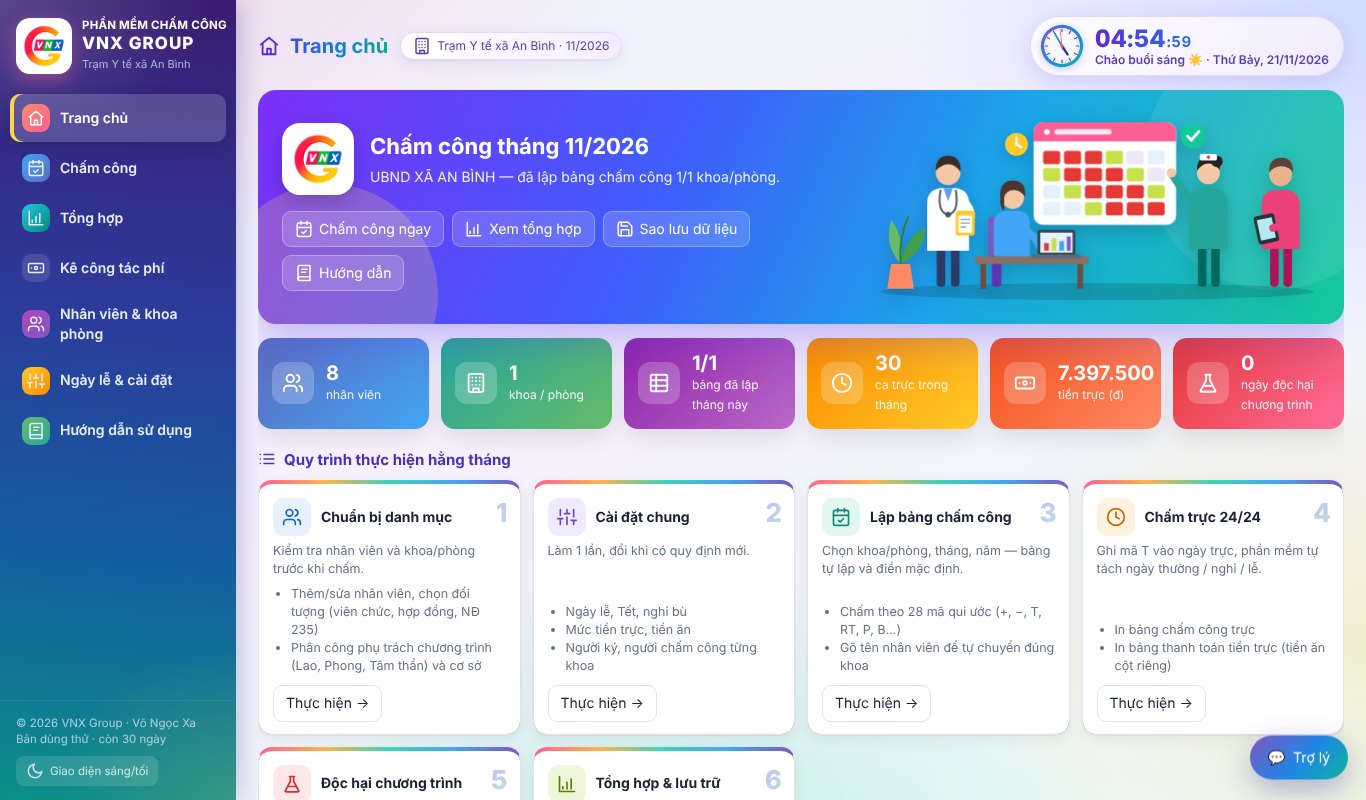 PHẦN MỀM CHẤM CÔNG
VNX GROUP
Trạm Y tế xã An Bình
VNX
Trang chủ
Chấm công
Tổng hợp
Kê công tác phí
Nhân viên & khoa
phòng
Ngày lễ & cài đặt
Hướng dẫn sử dụng
© 2026 VNX Group · Võ Ngọc Xa
Bản dùng thử · còn 30 ngày
Giao diện sáng/tối
Trang chủ
Trạm Y tế xã An Bình · 11/2026
04:54:59
Chào buổi sáng ☀️ · Thứ Bảy, 21/11/2026
VNX
Chấm công tháng 11/2026
UBND XÃ AN BÌNH — đã lập bảng chấm công 1/1 khoa/phòng.
Chấm công ngay
Xem tổng hợp
Sao lưu dữ liệu
Hướng dẫn
8
nhân viên
1
khoa / phòng
1/1
bảng đã lập
tháng này
30
ca trực trong
tháng
7.397.500
tiền trực (đ)
0
ngày độc hại
chương trình
Quy trình thực hiện hằng tháng
Chuẩn bị danh mục
1
Kiểm tra nhân viên và khoa/phòng
trước khi chấm.
• Thêm/sửa nhân viên, chọn đối
tượng (viên chức, hợp đồng, NĐ
235)
• Phân công phụ trách chương trình
(Lao, Phong, Tâm thần) và cơ sở
Thực hiện →
Cài đặt chung
2
Làm 1 lần, đổi khi có quy định mới.
• Ngày lễ, Tết, nghỉ bù
• Mức tiền trực, tiền ăn
• Người ký, người chấm công từng
khoa
Thực hiện →
Lập bảng chấm công
3
Chọn khoa/phòng, tháng, năm — bảng
tự lập và điền mặc định.
• Chấm theo 28 mã qui ước (+, −, T,
RT, P, B…)
• Gõ tên nhân viên để tự chuyển đúng
khoa
Thực hiện →
Chấm trực 24/24
4
Ghi mã T vào ngày trực, phần mềm tự
tách ngày thường / nghỉ / lễ.
• In bảng chấm công trực
• In bảng thanh toán tiền trực (tiền ăn
cột riêng)
Thực hiện →
Độc hại chương trình
5
Tổng hợp & lưu trữ
6
💬 Trợ lý